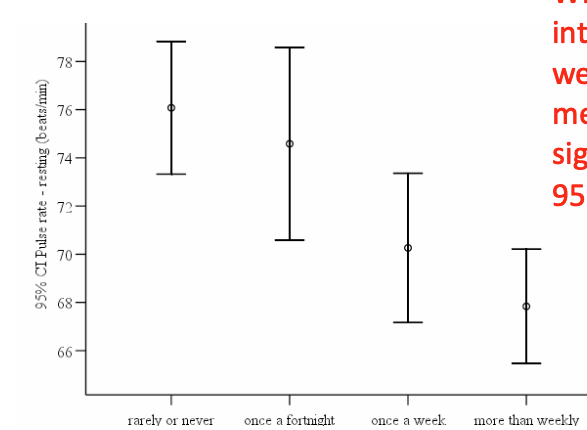 int
we
me
sig
95
95% CI Pulse rate - resting (beats/min)
78
76
74
72
70
68
66
rarely or never once a fortnight once a week more than weekly